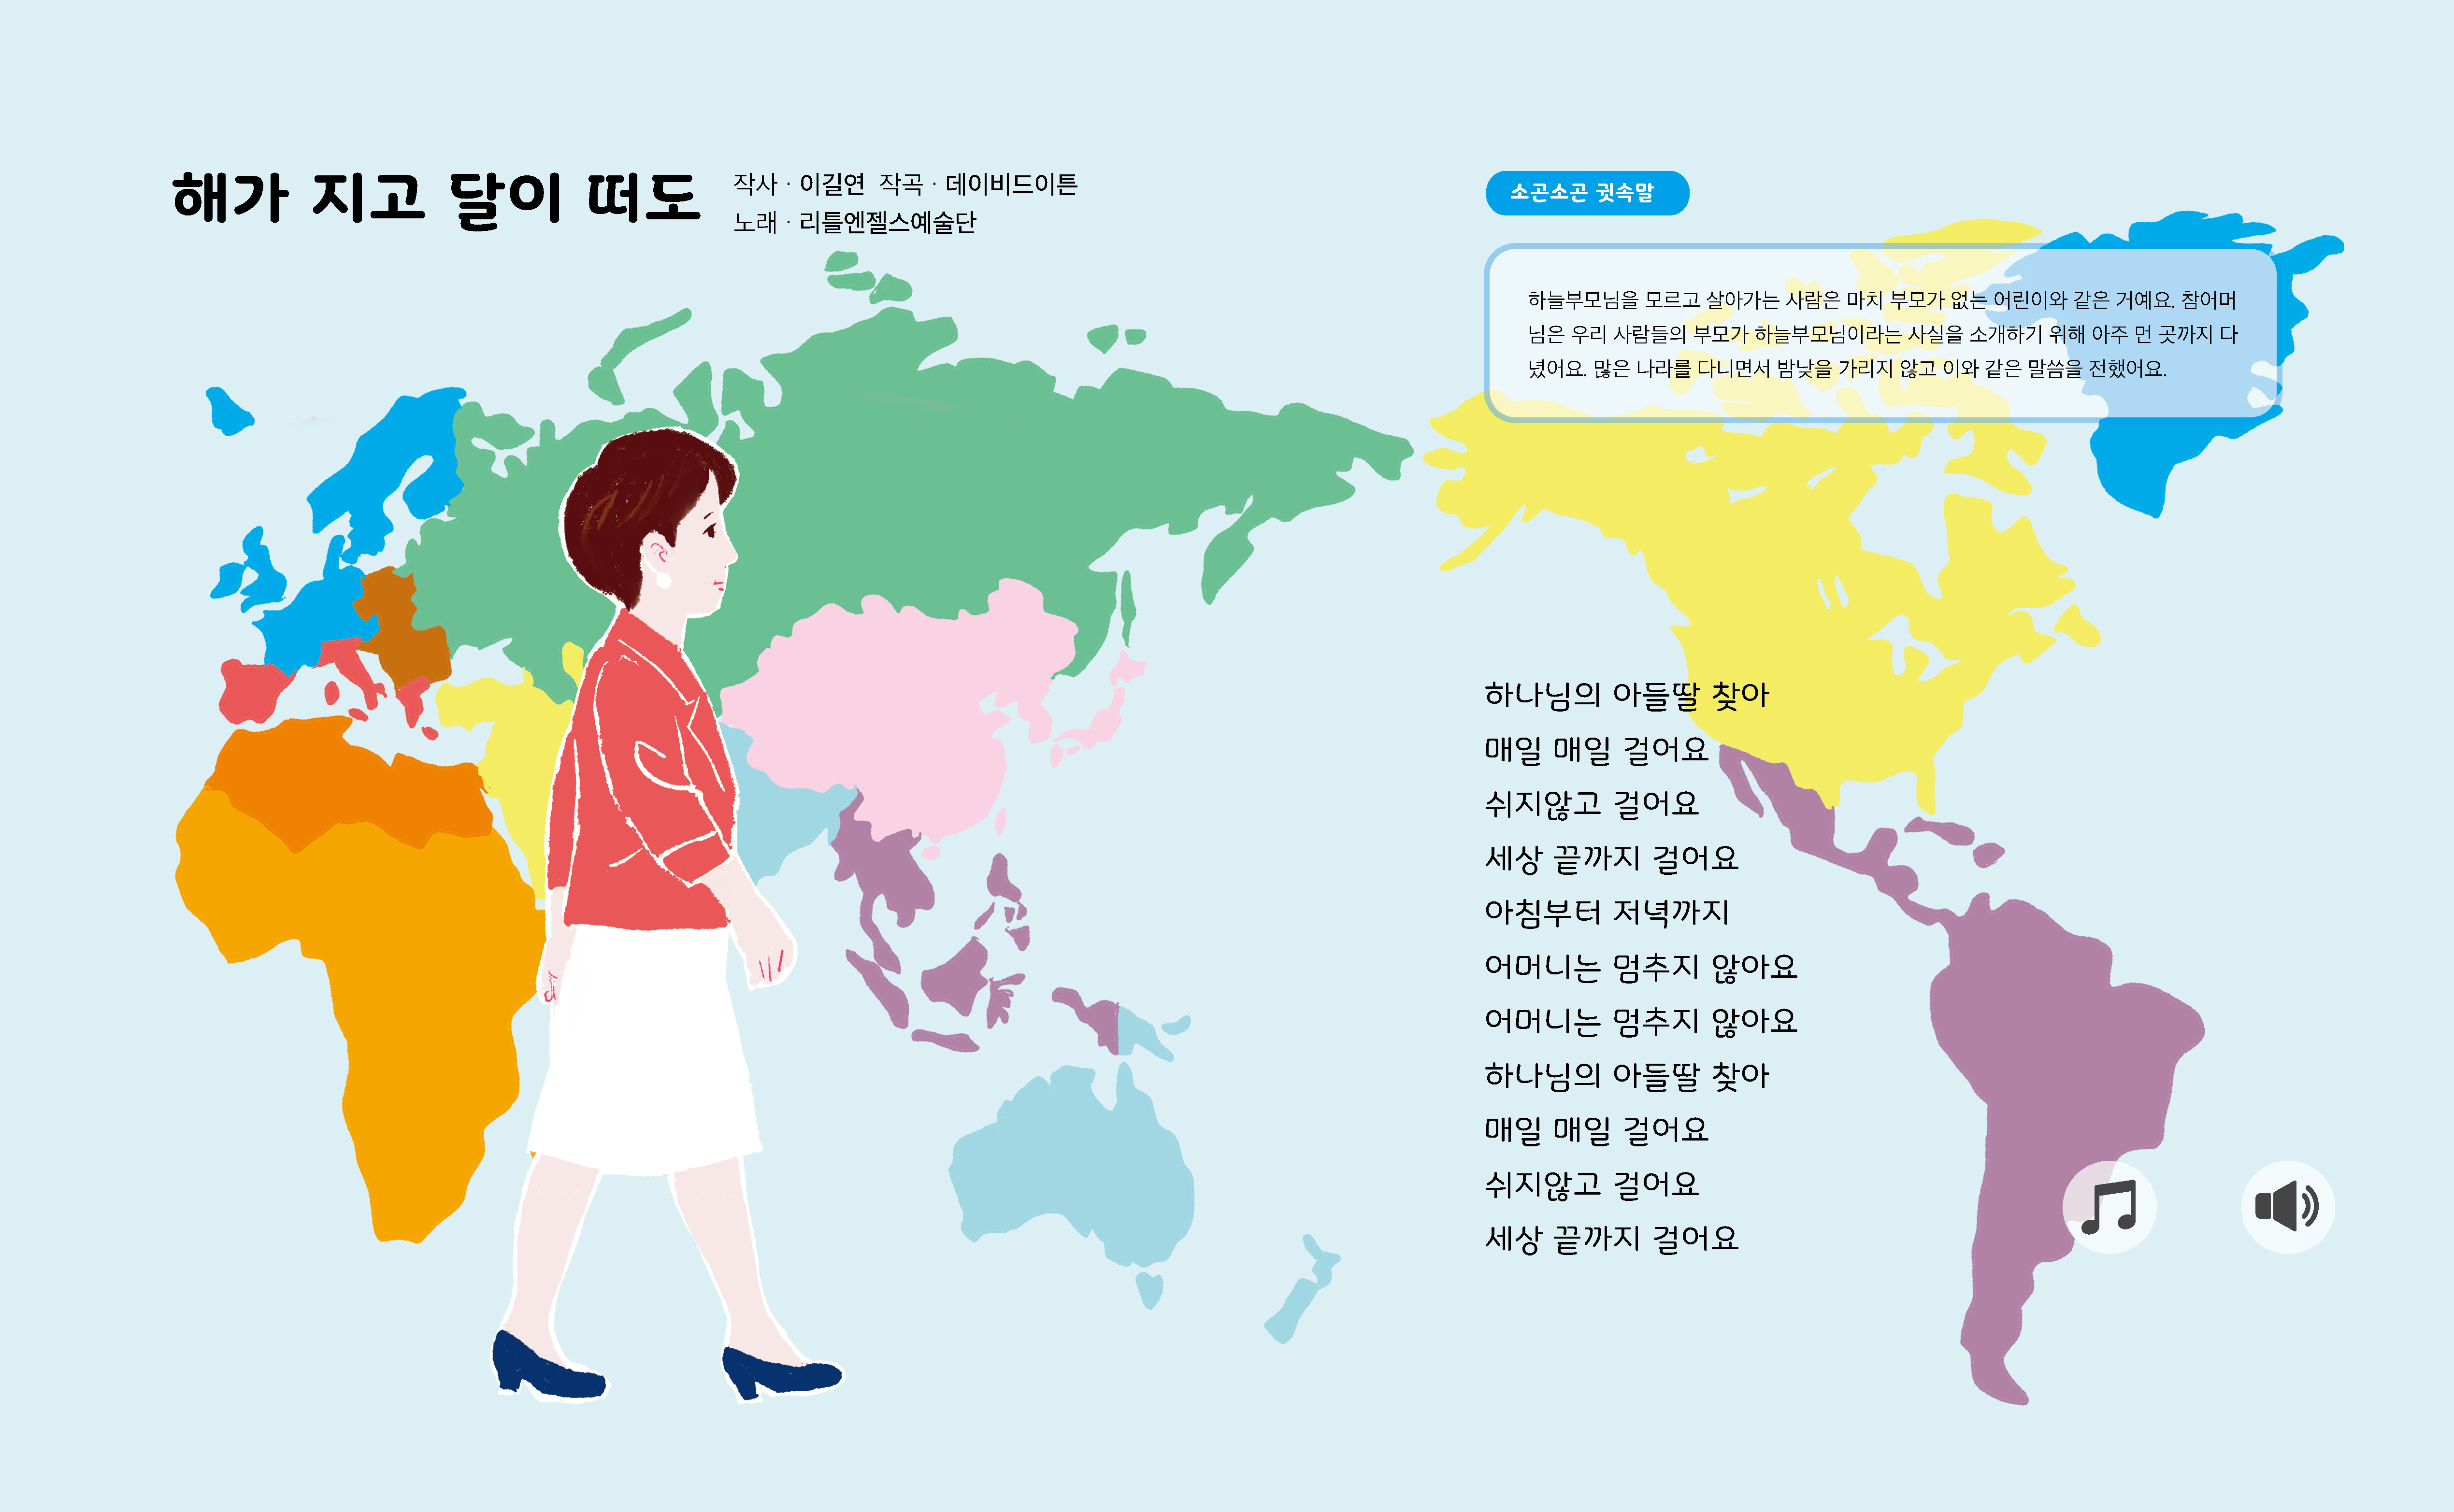 해가 지고 달이 떠도
작사 · 이길연 작곡 · 데이비드이튼
노래 · 리틀엔젤스예술단
소곤소곤 귓속말
하늘부모님을 모르고 살아가는 사람은 마치 부모가 없는 어린이와 같은 거예요. 참어머
님은 우리 사람들의 부모가 하늘부모님이라는 사실을 소개하기 위해 아주 먼 곳까지 다
녔어요. 많은 나라를 다니면서 밤낮을 가리지 않고 이와 같은 말씀을 전했어요.
하나님의 아들딸 찾아
매일 매일 걸어요
쉬지않고 걸어요
세상 끝까지 걸어요
아침부터 저녁까지
어머니는 멈추지 않아요
어머니는 멈추지 않아요
하나님의 아들딸 찾아
매일 매일 걸어요
쉬지않고 걸어요
세상 끝까지 걸어요